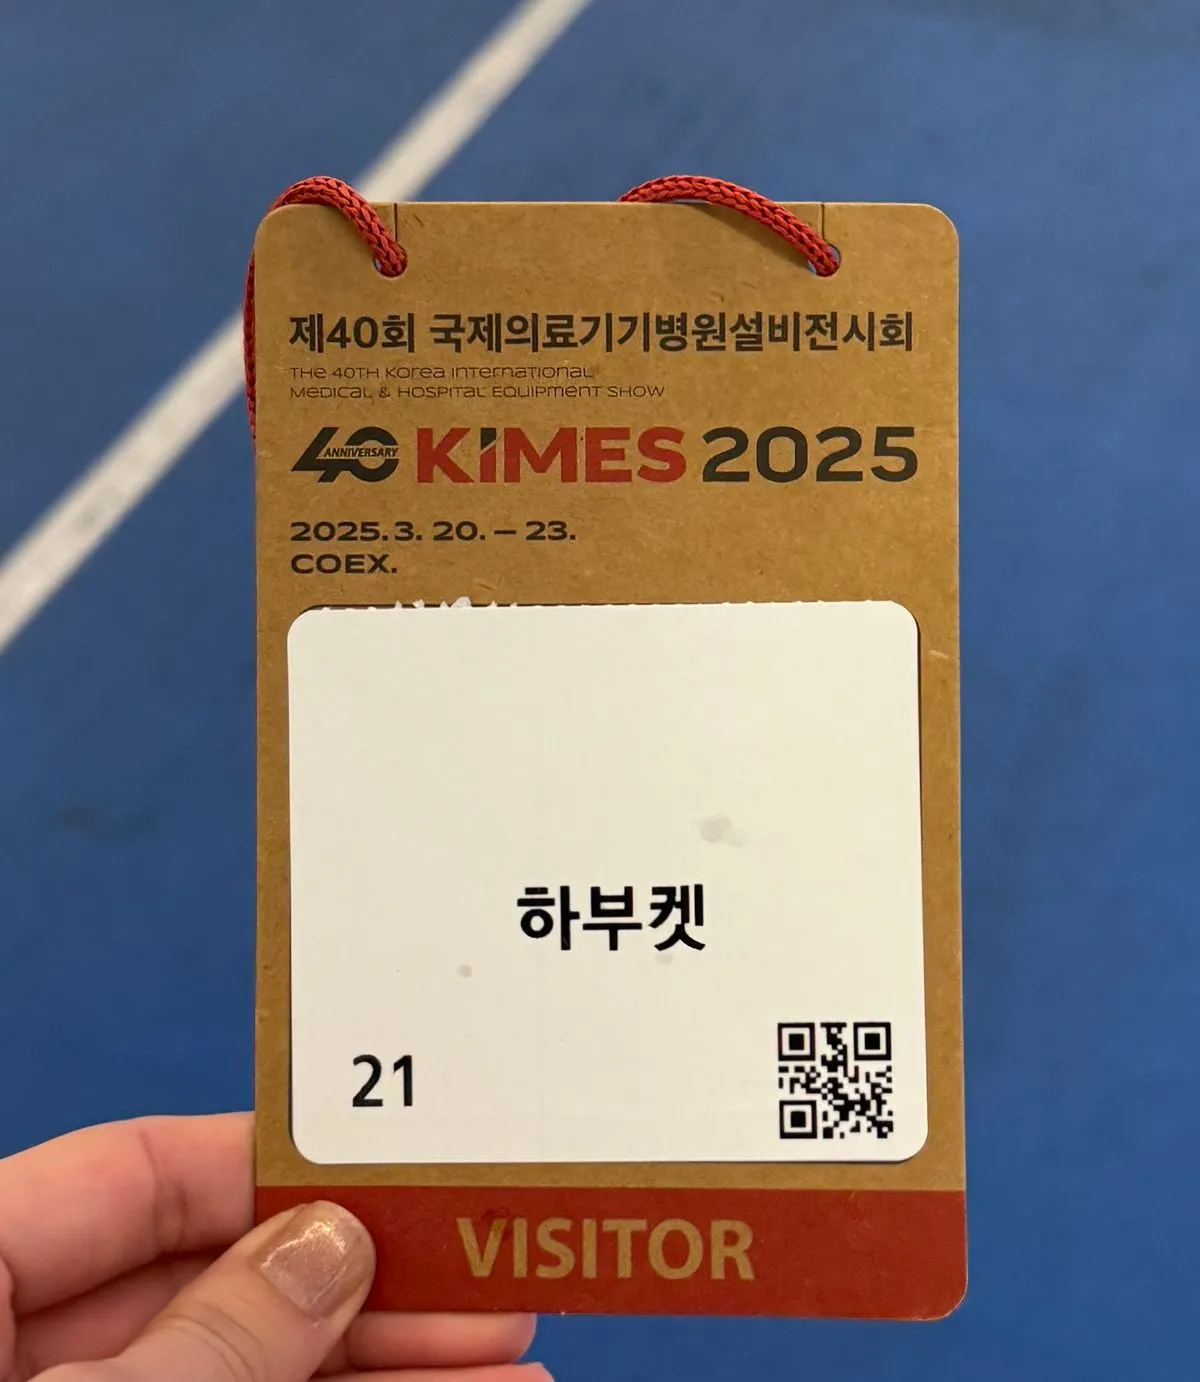 제40회 국제의료기기병원설비전시회
THE 40TH KOREA INTERNATIONAL
MEDICAL & HOSPITAL EQUIPMENT SHOW
40 ANNIVERSARY KIMES 2025
2025. 3. 20. – 23.
COEX.
하부켓
21
VISITOR